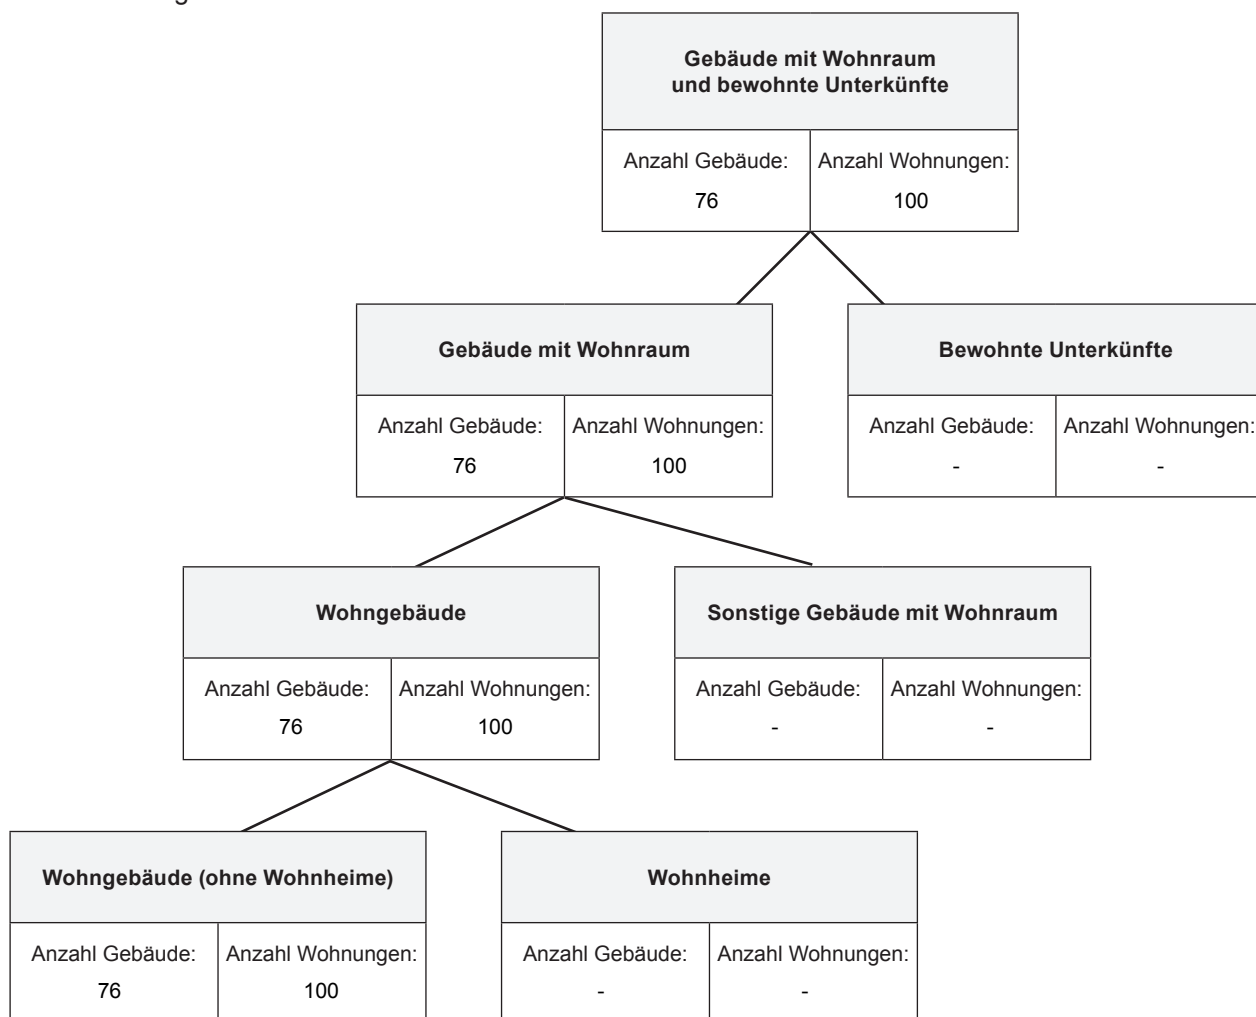 Gebäude mit Wohnraum
und bewohnte Unterkünfte
Anzahl Gebäude: Anzahl Wohnungen:
76 100
Gebäude mit Wohnraum
Anzahl Gebäude: Anzahl Wohnungen:
76 100
Bewohnte Unterkünfte
Anzahl Gebäude: Anzahl Wohnungen:
- -
Wohngebäude
Anzahl Gebäude: Anzahl Wohnungen:
76 100
Sonstige Gebäude mit Wohnraum
Anzahl Gebäude: Anzahl Wohnungen:
- -
Wohngebäude (ohne Wohnheime)
Anzahl Gebäude: Anzahl Wohnungen:
76 100
Wohnheime
Anzahl Gebäude: Anzahl Wohnungen:
- -